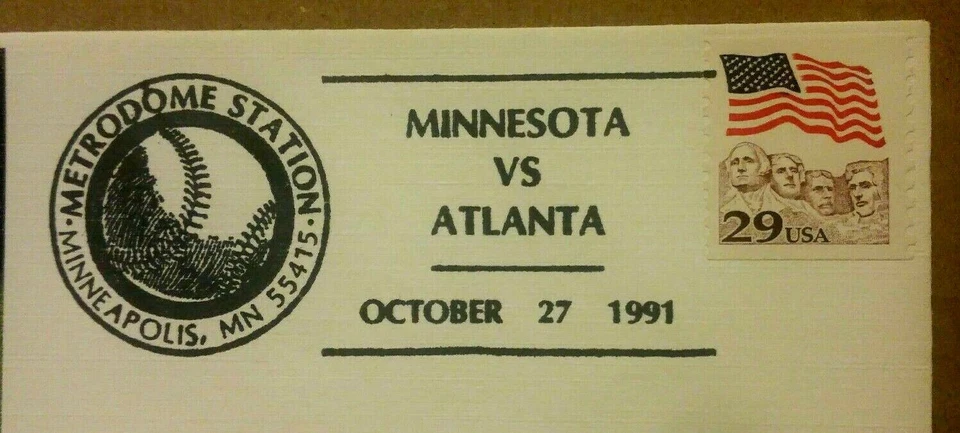 METRODOME STATION
MINNEAPOLIS, MN 55415
MINNESOTA
VS
ATLANTA
OCTOBER 27 1991
29 USA